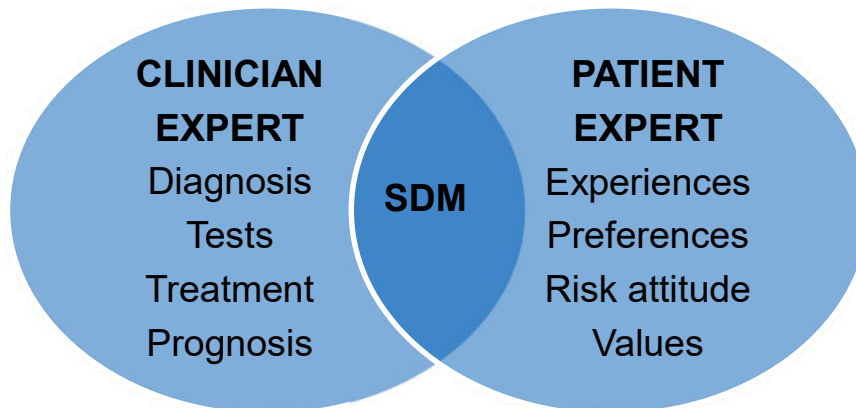 CLINICIAN
EXPERT
Diagnosis
Tests
Treatment
Prognosis
SDM
PATIENT
EXPERT
Experiences
Preferences
Risk attitude
Values